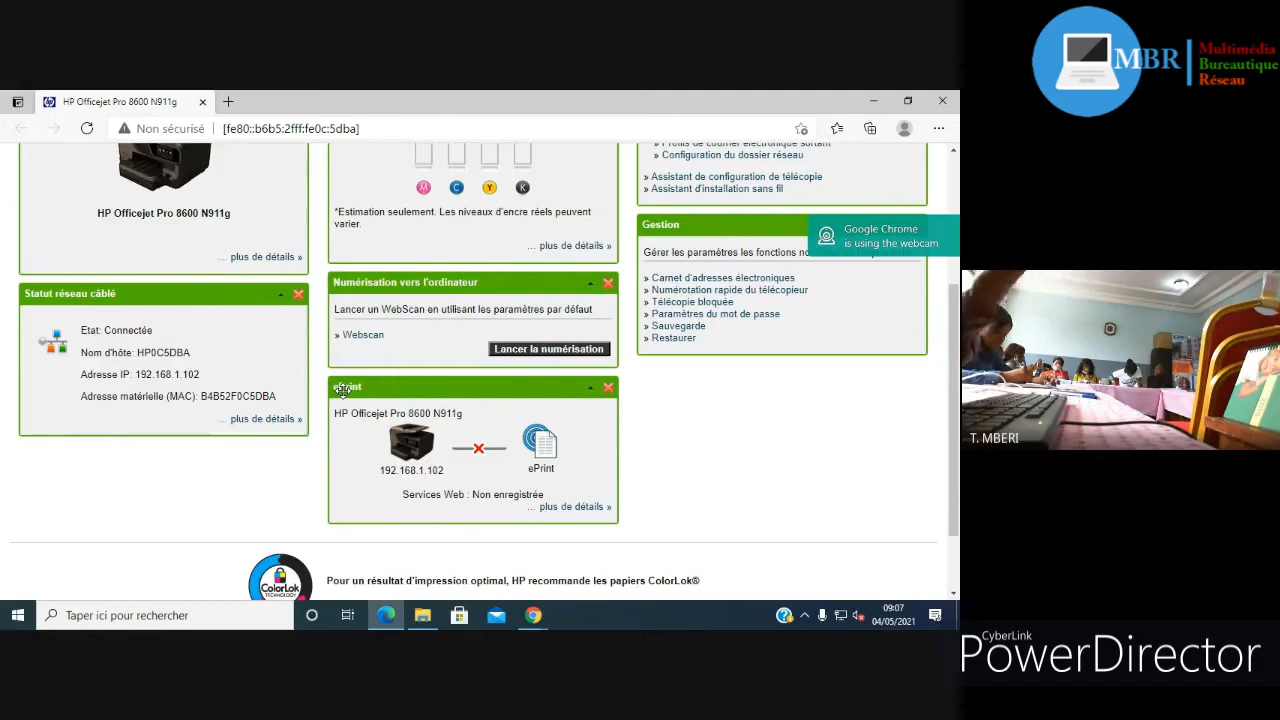 MBR
Multimédia
Bureautique
Réseau
HP Officejet Pro 8600 N911g
Non sécurisé
[fe80::b6b5:2fff:fe0c:5dba]
HP Officejet Pro 8600 N911g
... plus de détails »
Statut réseau câblé
Etat: Connectée
Nom d'hôte: HP0C5DBA
Adresse IP: 192.168.1.102
Adresse matérielle (MAC): B4B52F0C5DBA
... plus de détails »
M C Y K
*Estimation seulement. Les niveaux d'encre réels peuvent
varier.
... plus de détails »
Numérisation vers l'ordinateur
Lancer un WebScan en utilisant les paramètres par défaut
» Webscan
Lancer la numérisation
ePrint
HP Officejet Pro 8600 N911g
192.168.1.102
ePrint
Services Web : Non enregistrée
... plus de détails »
» Profils de courrier électronique sortant
» Configuration du dossier réseau
» Assistant de configuration de télécopie
» Assistant d'installation sans fil
Gestion
Gérer les paramètres les fonctions
» Carnet d'adresses électroniques
» Numérotation rapide du télécopieur
» Télécopie bloquée
» Paramètres du mot de passe
» Sauvegarde
» Restaurer
Google Chrome
is using the webcam
Pour un résultat d'impression optimal, HP recommande les papiers ColorLok®
ColorLok
TECHNOLOGY
Taper ici pour rechercher
09:07
04/05/2021
T. MBERI
CyberLink
PowerDirector